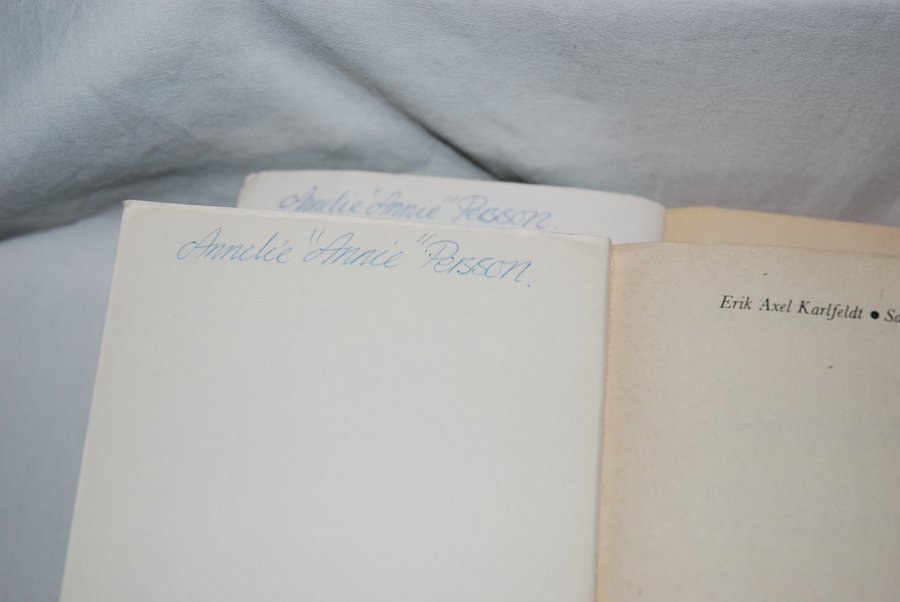 Annelie "Annie" Persson
Annelie "Annie" Persson.
Erik Axel Karlfeldt ●